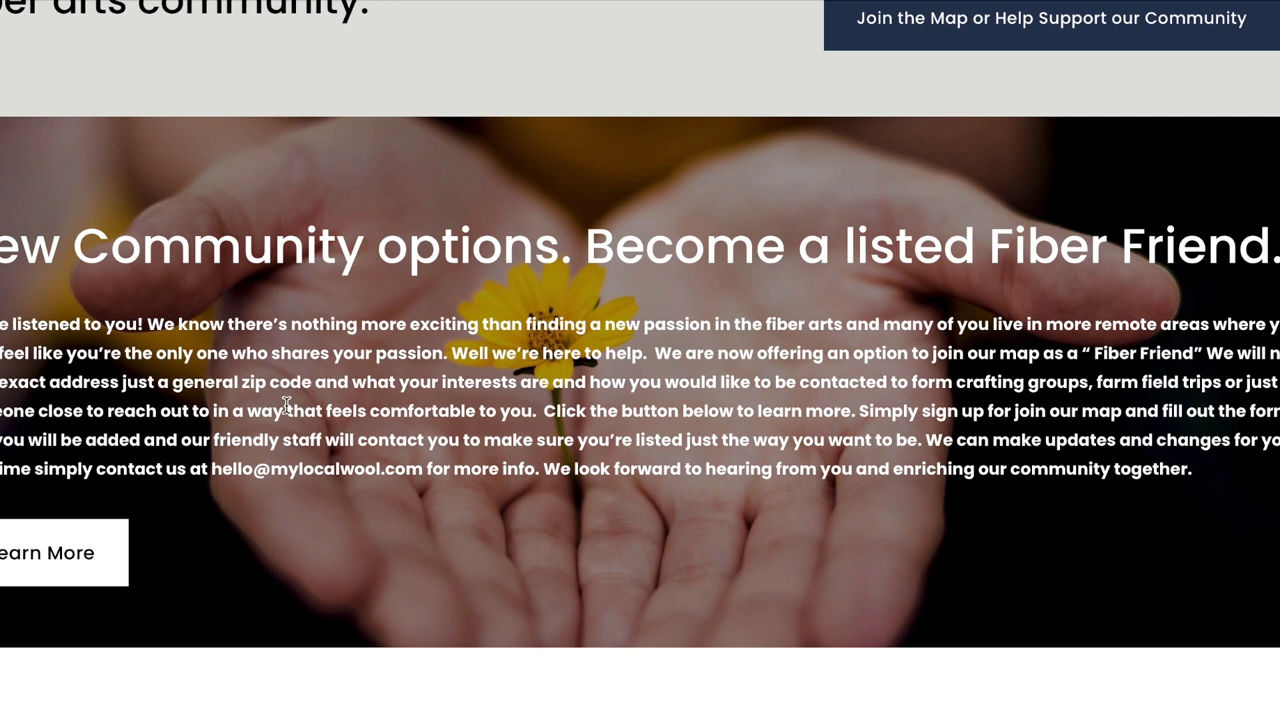 er arts community.
Join the Map or Help Support our Community
ew Community options. Become a listed Fiber Friend.
e listened to you! We know there’s nothing more exciting than finding a new passion in the fiber arts and many of you live in more remote areas where y
feel like you’re the only one who shares your passion. Well we’re here to help.  We are now offering an option to join our map as a “ Fiber Friend” We will n
exact address just a general zip code and what your interests are and how you would like to be contacted to form crafting groups, farm field trips or just
eone close to reach out to in a way that feels comfortable to you.  Click the button below to learn more. Simply sign up for join our map and fill out the for
you will be added and our friendly staff will contact you to make sure you’re listed just the way you want to be. We can make updates and changes for yo
ime simply contact us at hello@mylocalwool.com for more info. We look forward to hearing from you and enriching our community together.
earn More